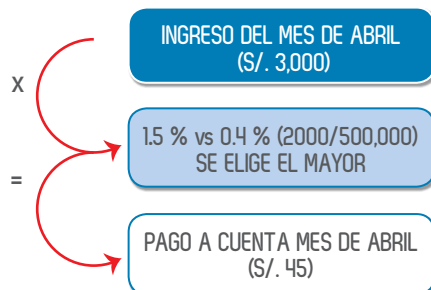 INGRESO DEL MES DE ABRIL
(S/. 3,000)
X
1.5 % vs 0.4 % (2000/500,000)
SE ELIGE EL MAYOR
=
PAGO A CUENTA MES DE ABRIL
(S/. 45)